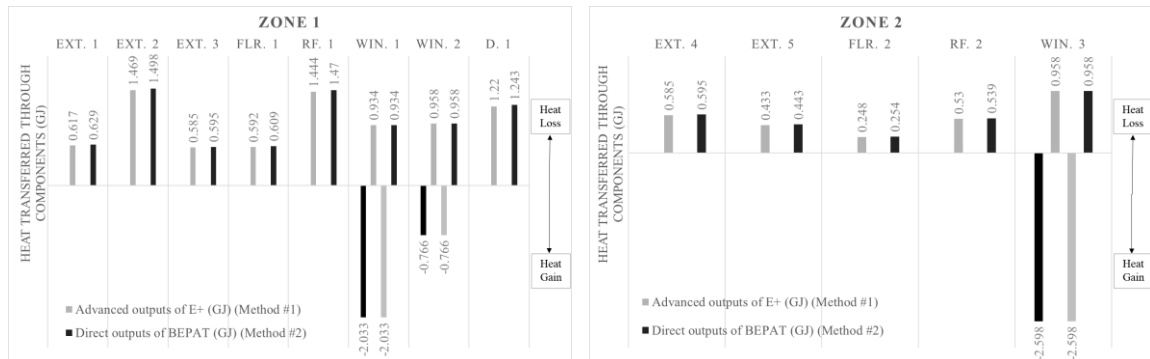 ZONE 1
EXT. 1 EXT. 2 EXT. 3 FLR. 1 RF. 1 WIN. 1 WIN. 2 D. 1
HEAT TRANSFERRED THROUGH
COMPONENTS (GJ)
0.617 0.629 1.469 1.498 0.585 0.595 0.592 0.609 1.444 1.47 0.934 0.934 0.958 0.958 1.22 1.243
-2.033 -2.033 -0.766 -0.766
Heat
Loss
Heat
Gain
Advanced outputs of E+ (GJ) (Method #1)
Direct outputs of BEPAT (GJ) (Method #2)
ZONE 2
EXT. 4 EXT. 5 FLR. 2 RF. 2 WIN. 3
HEAT TRANSFERRED THROUGH
COMPONENTS (GJ)
0.585 0.595 0.433 0.443 0.248 0.254 0.53 0.539 0.958 0.958
-2.598 -2.598
Heat
Loss
Heat
Gain
Advanced outputs of E+ (GJ) (Method #1)
Direct outputs of BEPAT (GJ) (Method #2)